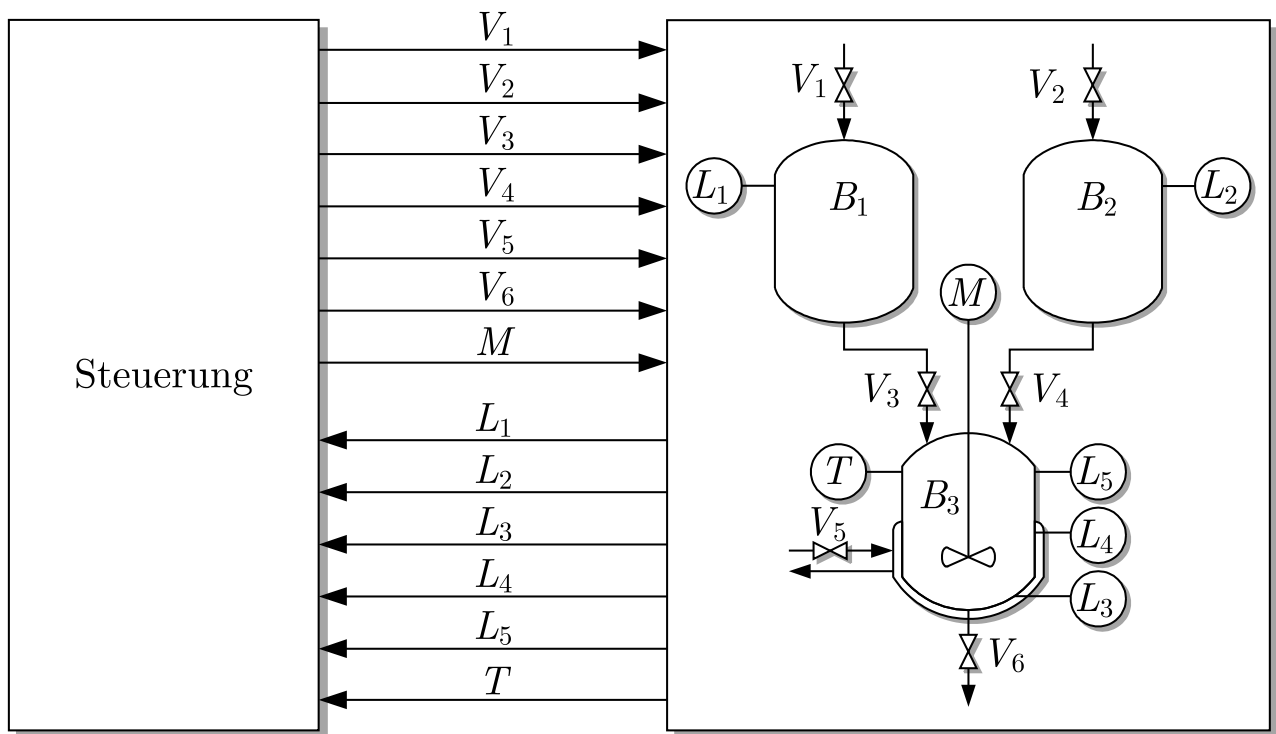 Steuerung
V₁
V₂
V₃
V₄
V₅
V₆
M
L₁
L₂
L₃
L₄
L₅
T
V₁
V₂
L₁
B₁
B₂
L₂
M
V₃
V₄
T
B₃
L₅
V₅
L₄
L₃
V₆